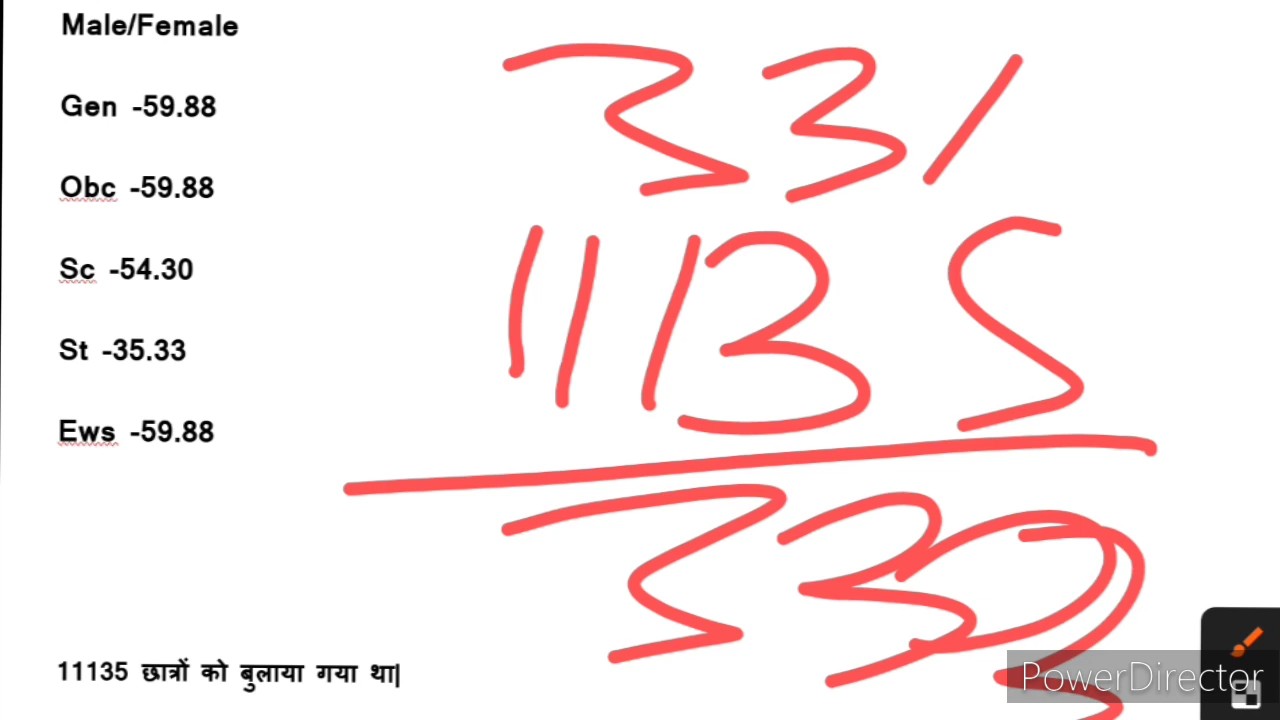 Male/Female
Gen -59.88
Obc -59.88
Sc -54.30
St -35.33
Ews -59.88
331
11135
11135 छात्रों को बुलाया गया था|
PowerDirector